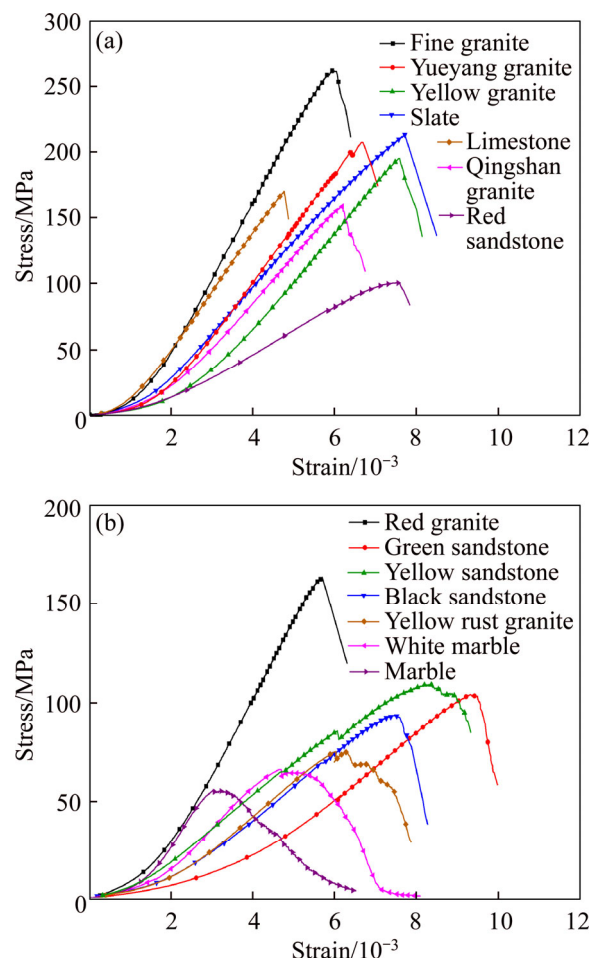 300
(a)
Fine granite
Yueyang granite
Yellow granite
Slate
Limestone
Qingshan
granite
Red
sandstone
250
200
150
100
50
0
Stress/MPa
2 4 6 8 10 12
Strain/10⁻³
200
(b)
Red granite
Green sandstone
Yellow sandstone
Black sandstone
Yellow rust granite
White marble
Marble
150
100
50
0
Stress/MPa
2 4 6 8 10 12
Strain/10⁻³